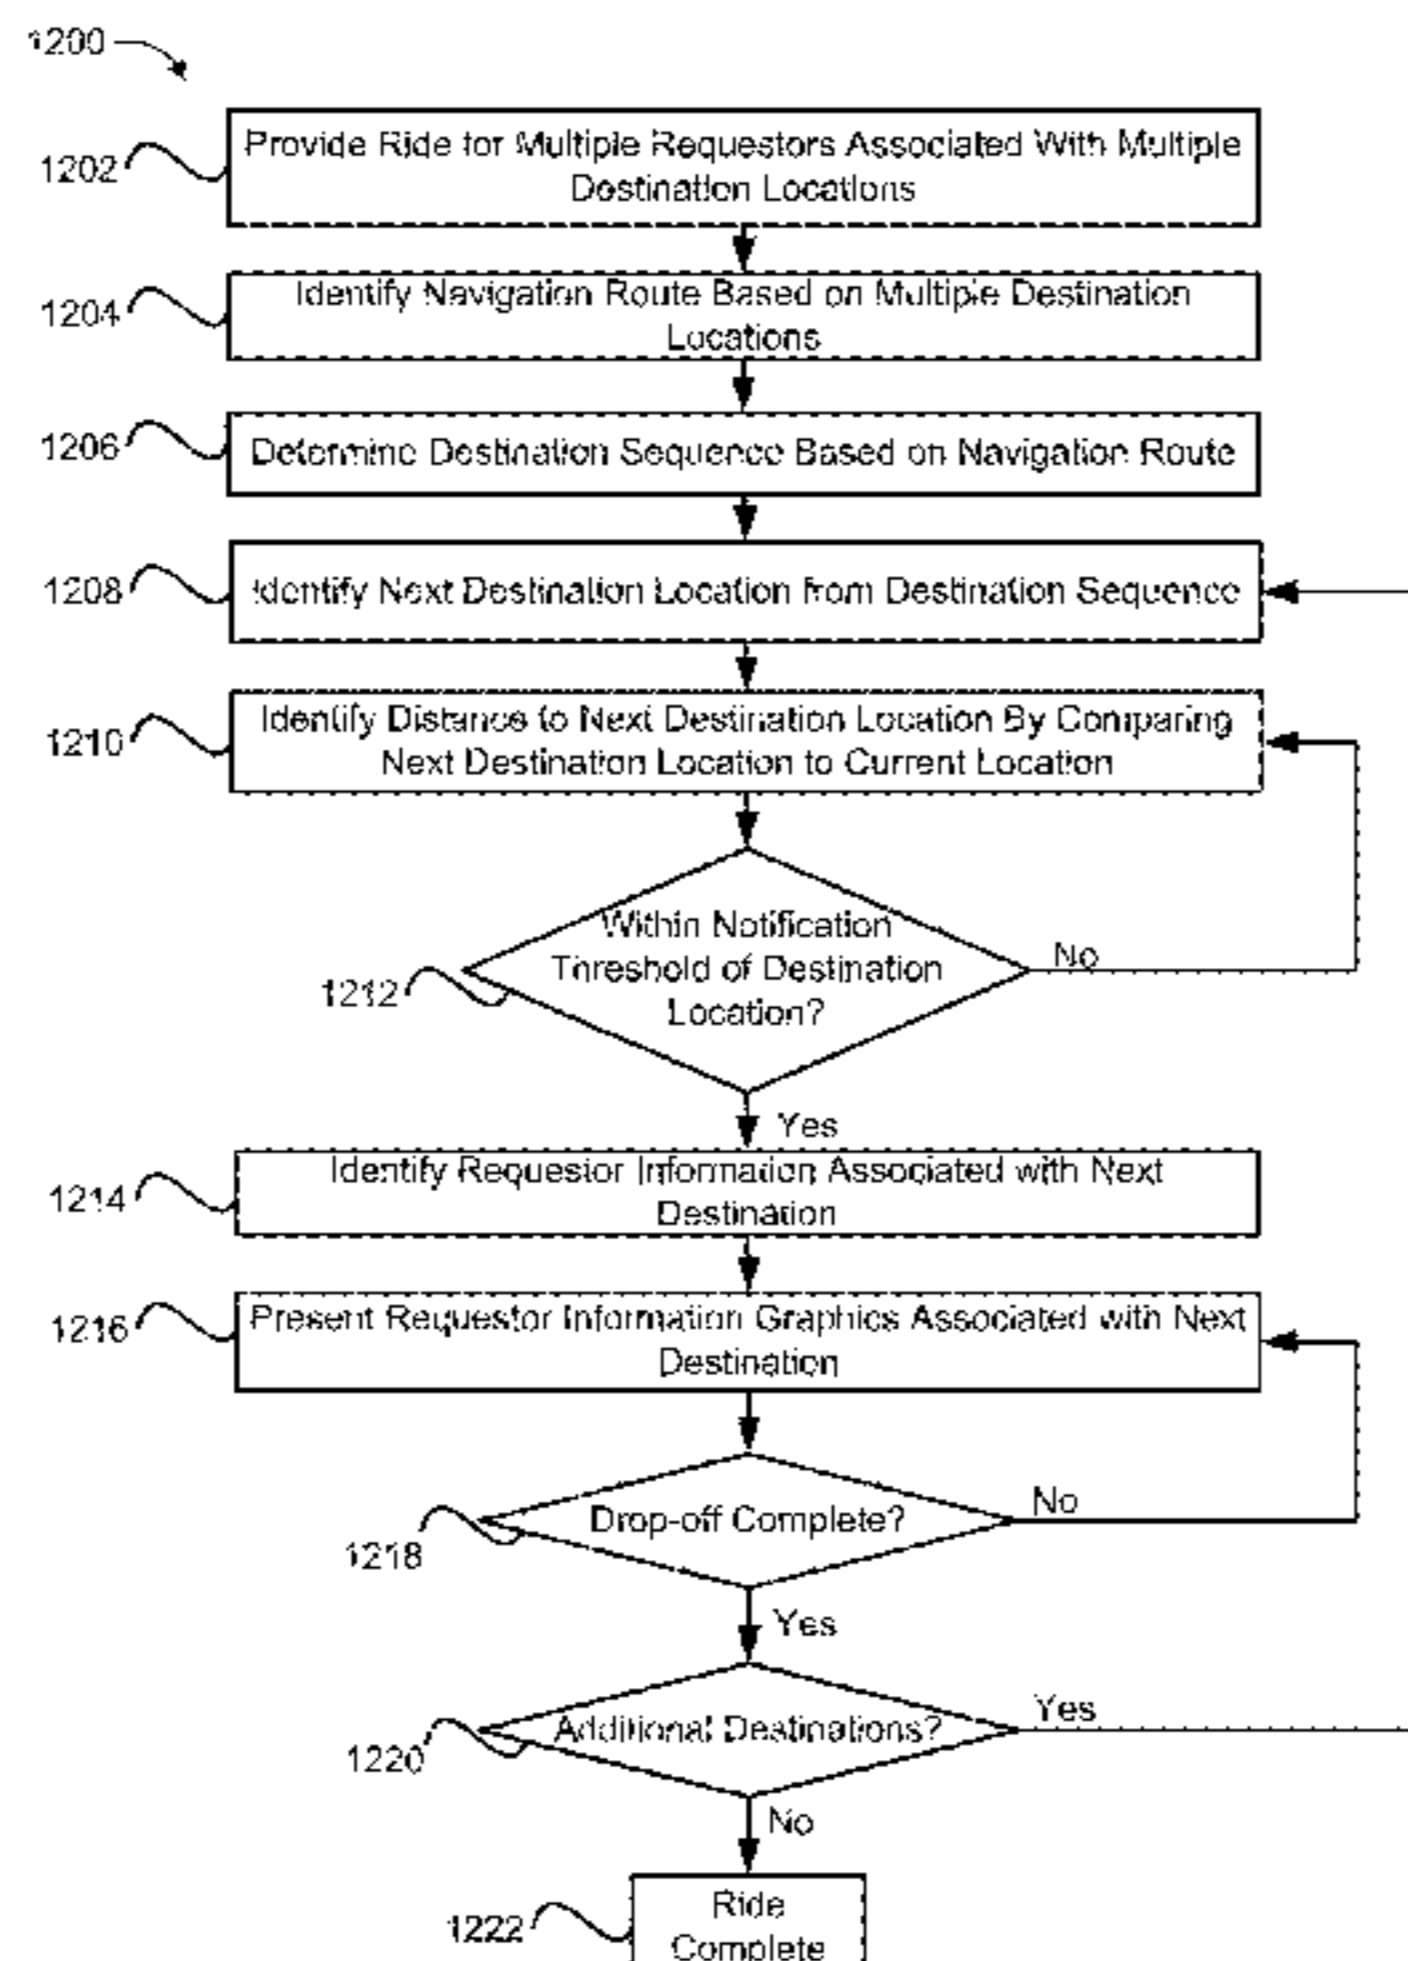 1200
1202
Provide Ride for Multiple Requestors Associated With Multiple
Destination Locations
1204
Identify Navigation Route Based on Multiple Destination
Locations
1206
Determine Destination Sequence Based on Navigation Route
1208
Identify Next Destination Location from Destination Sequence
1210
Identify Distance to Next Destination Location By Comparing
Next Destination Location to Current Location
1212
Within Notification
Threshold of Destination
Location?
No
Yes
1214
Identify Requestor Information Associated with Next
Destination
1216
Present Requestor Information Graphics Associated with Next
Destination
1218
Drop-off Complete?
No
Yes
1220
Additional Destinations?
Yes
No
1222
Ride
Complete